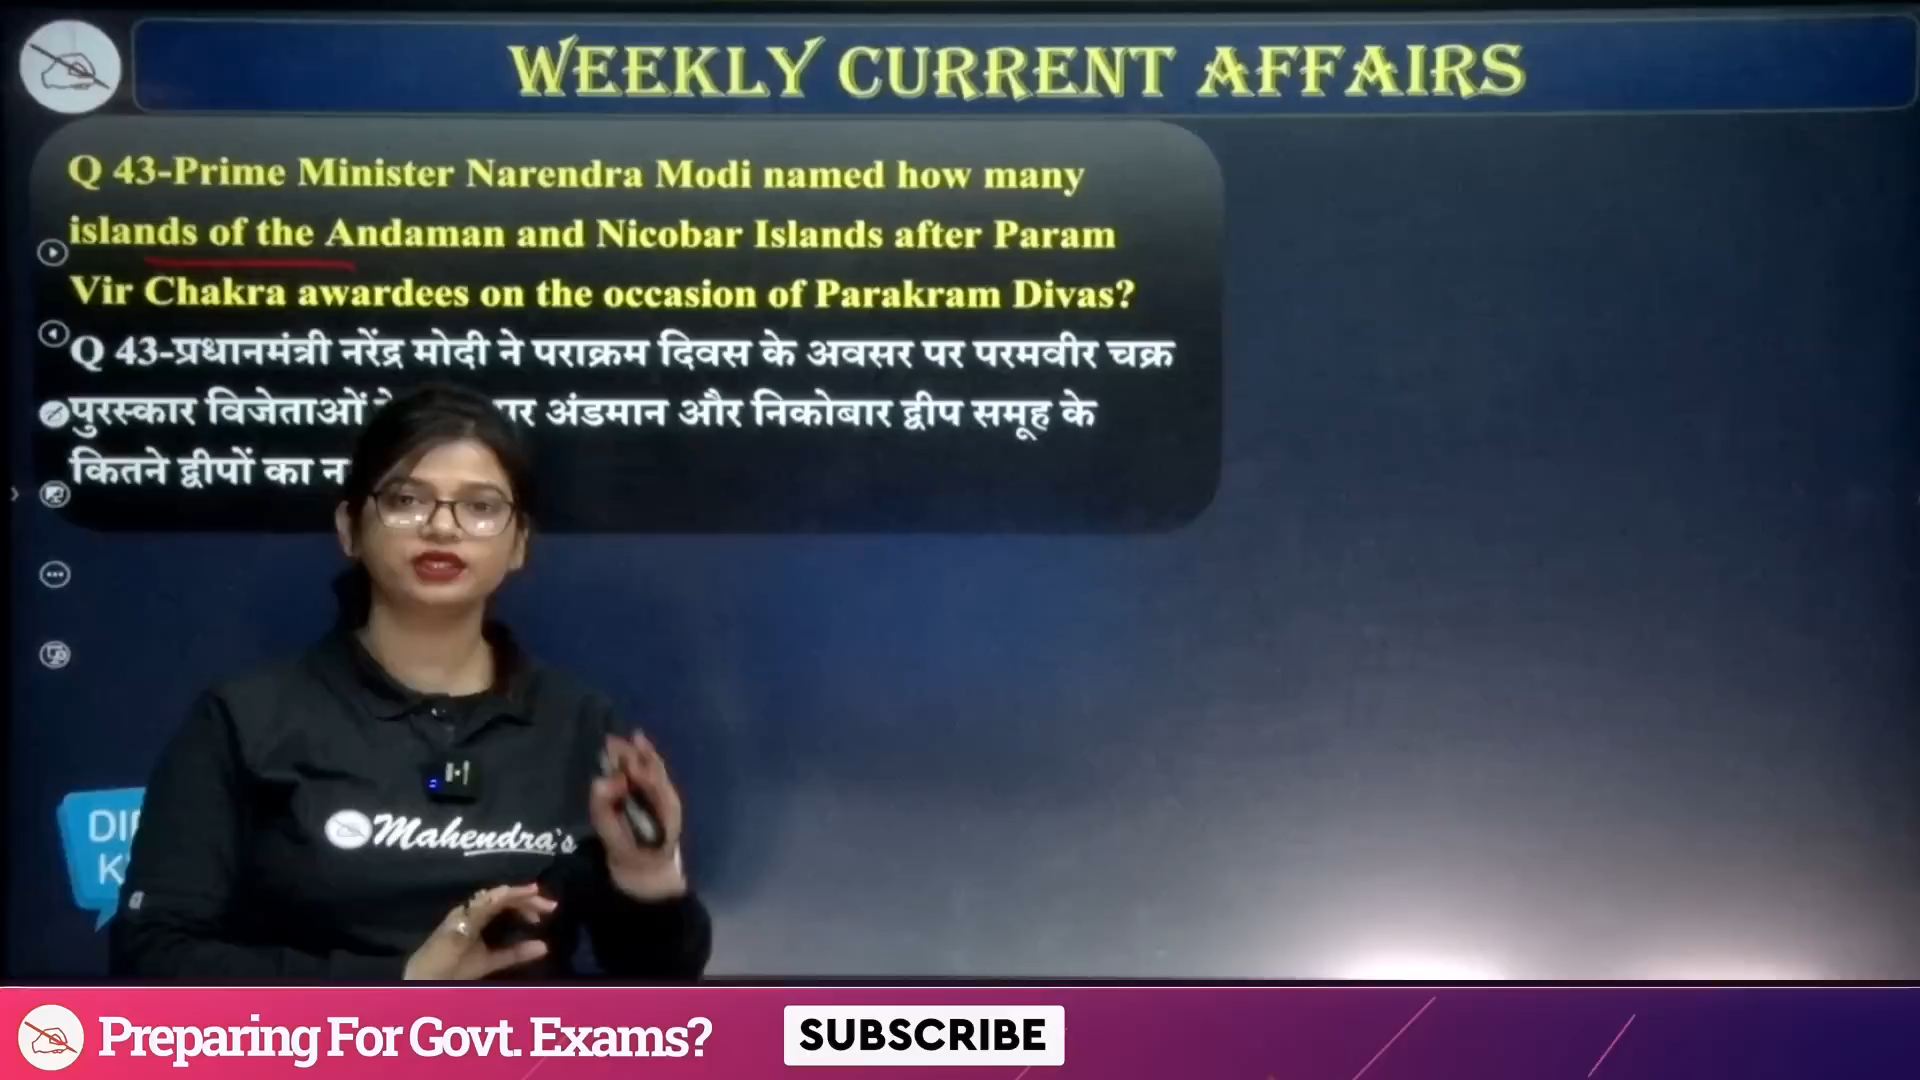 WEEKLY CURRENT AFFAIRS
Q 43-Prime Minister Narendra Modi named how many
islands of the Andaman and Nicobar Islands after Param
Vir Chakra awardees on the occasion of Parakram Divas?
Q 43-प्रधानमंत्री नरेंद्र मोदी ने पराक्रम दिवस के अवसर पर परमवीर चक्र
पुरस्कार विजेताओं अंडमान और निकोबार द्वीप समूह के
कितने द्वीपों का
Mahendra's
Preparing For Govt. Exams?
SUBSCRIBE